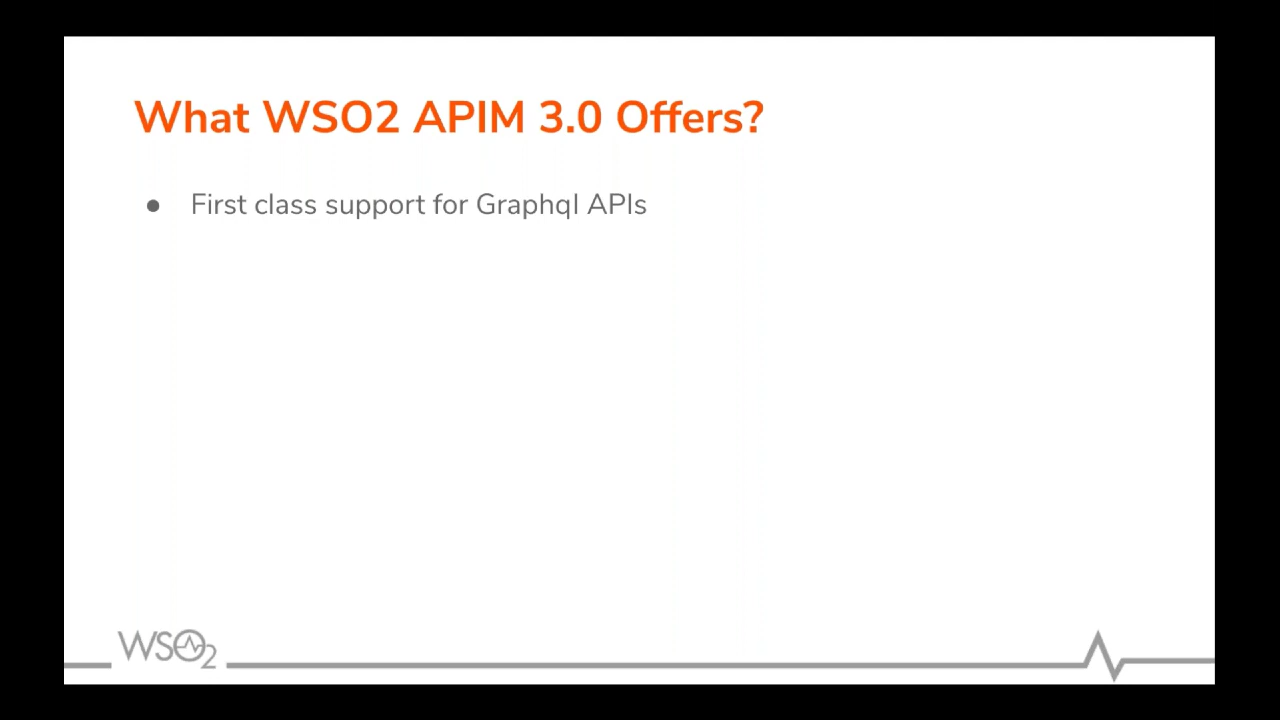 What WSO2 APIM 3.0 Offers?
● First class support for Graphql APIs
WSO2